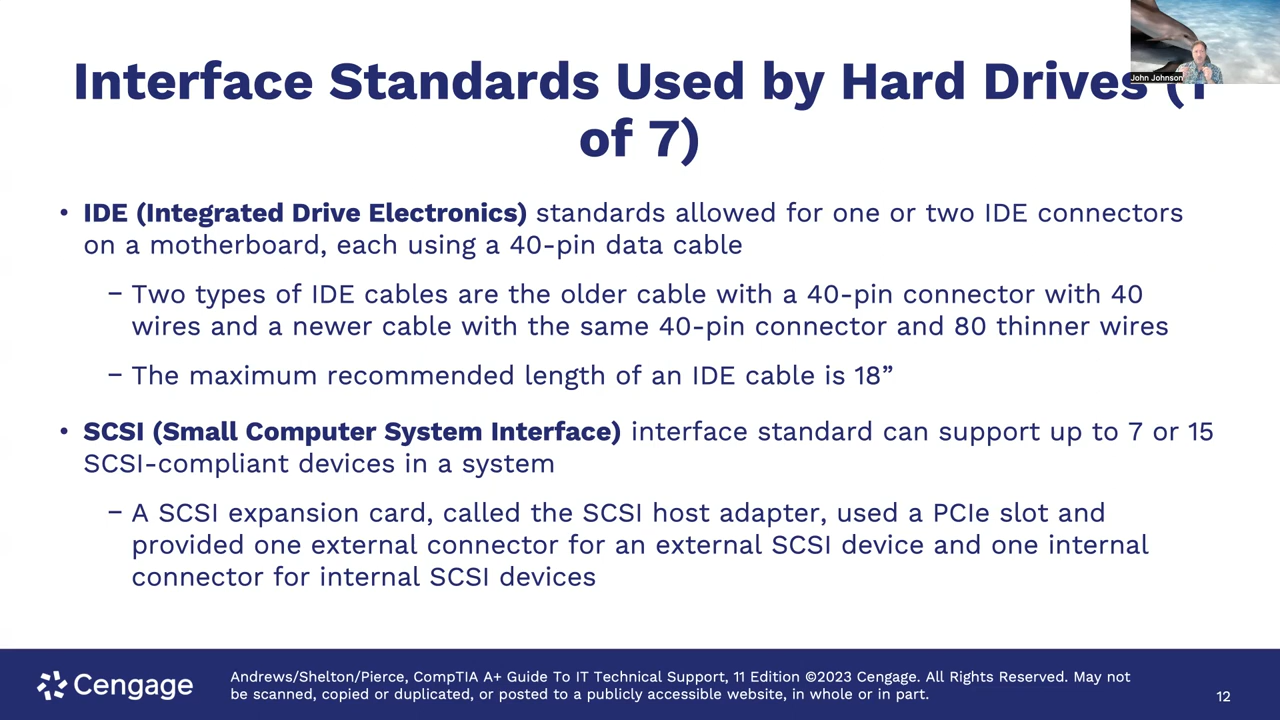 John Johnson
Interface Standards Used by Hard Drives (1
of 7)
• IDE (Integrated Drive Electronics) standards allowed for one or two IDE connectors
on a motherboard, each using a 40-pin data cable
– Two types of IDE cables are the older cable with a 40-pin connector with 40
wires and a newer cable with the same 40-pin connector and 80 thinner wires
– The maximum recommended length of an IDE cable is 18”
• SCSI (Small Computer System Interface) interface standard can support up to 7 or 15
SCSI-compliant devices in a system
– A SCSI expansion card, called the SCSI host adapter, used a PCIe slot and
provided one external connector for an external SCSI device and one internal
connector for internal SCSI devices
Cengage
Andrews/Shelton/Pierce, CompTIA A+ Guide To IT Technical Support, 11 Edition ©2023 Cengage. All Rights Reserved. May not
be scanned, copied or duplicated, or posted to a publicly accessible website, in whole or in part.
12